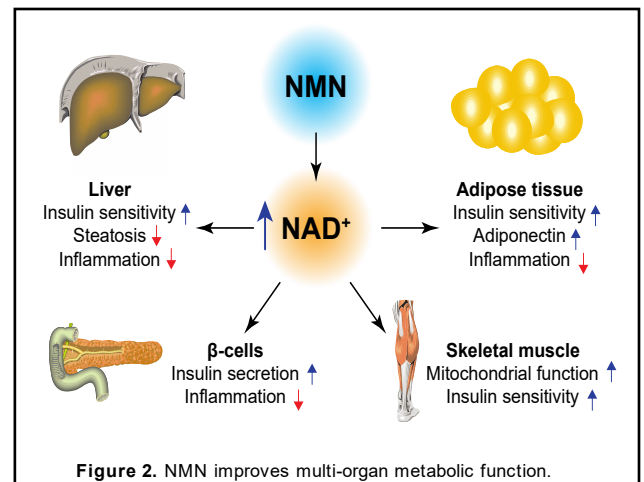 NMN
NAD⁺
Liver
Insulin sensitivity
Steatosis
Inflammation
Adipose tissue
Insulin sensitivity
Adiponectin
Inflammation
β-cells
Insulin secretion
Inflammation
Skeletal muscle
Mitochondrial function
Insulin sensitivity
Figure 2. NMN improves multi-organ metabolic function.